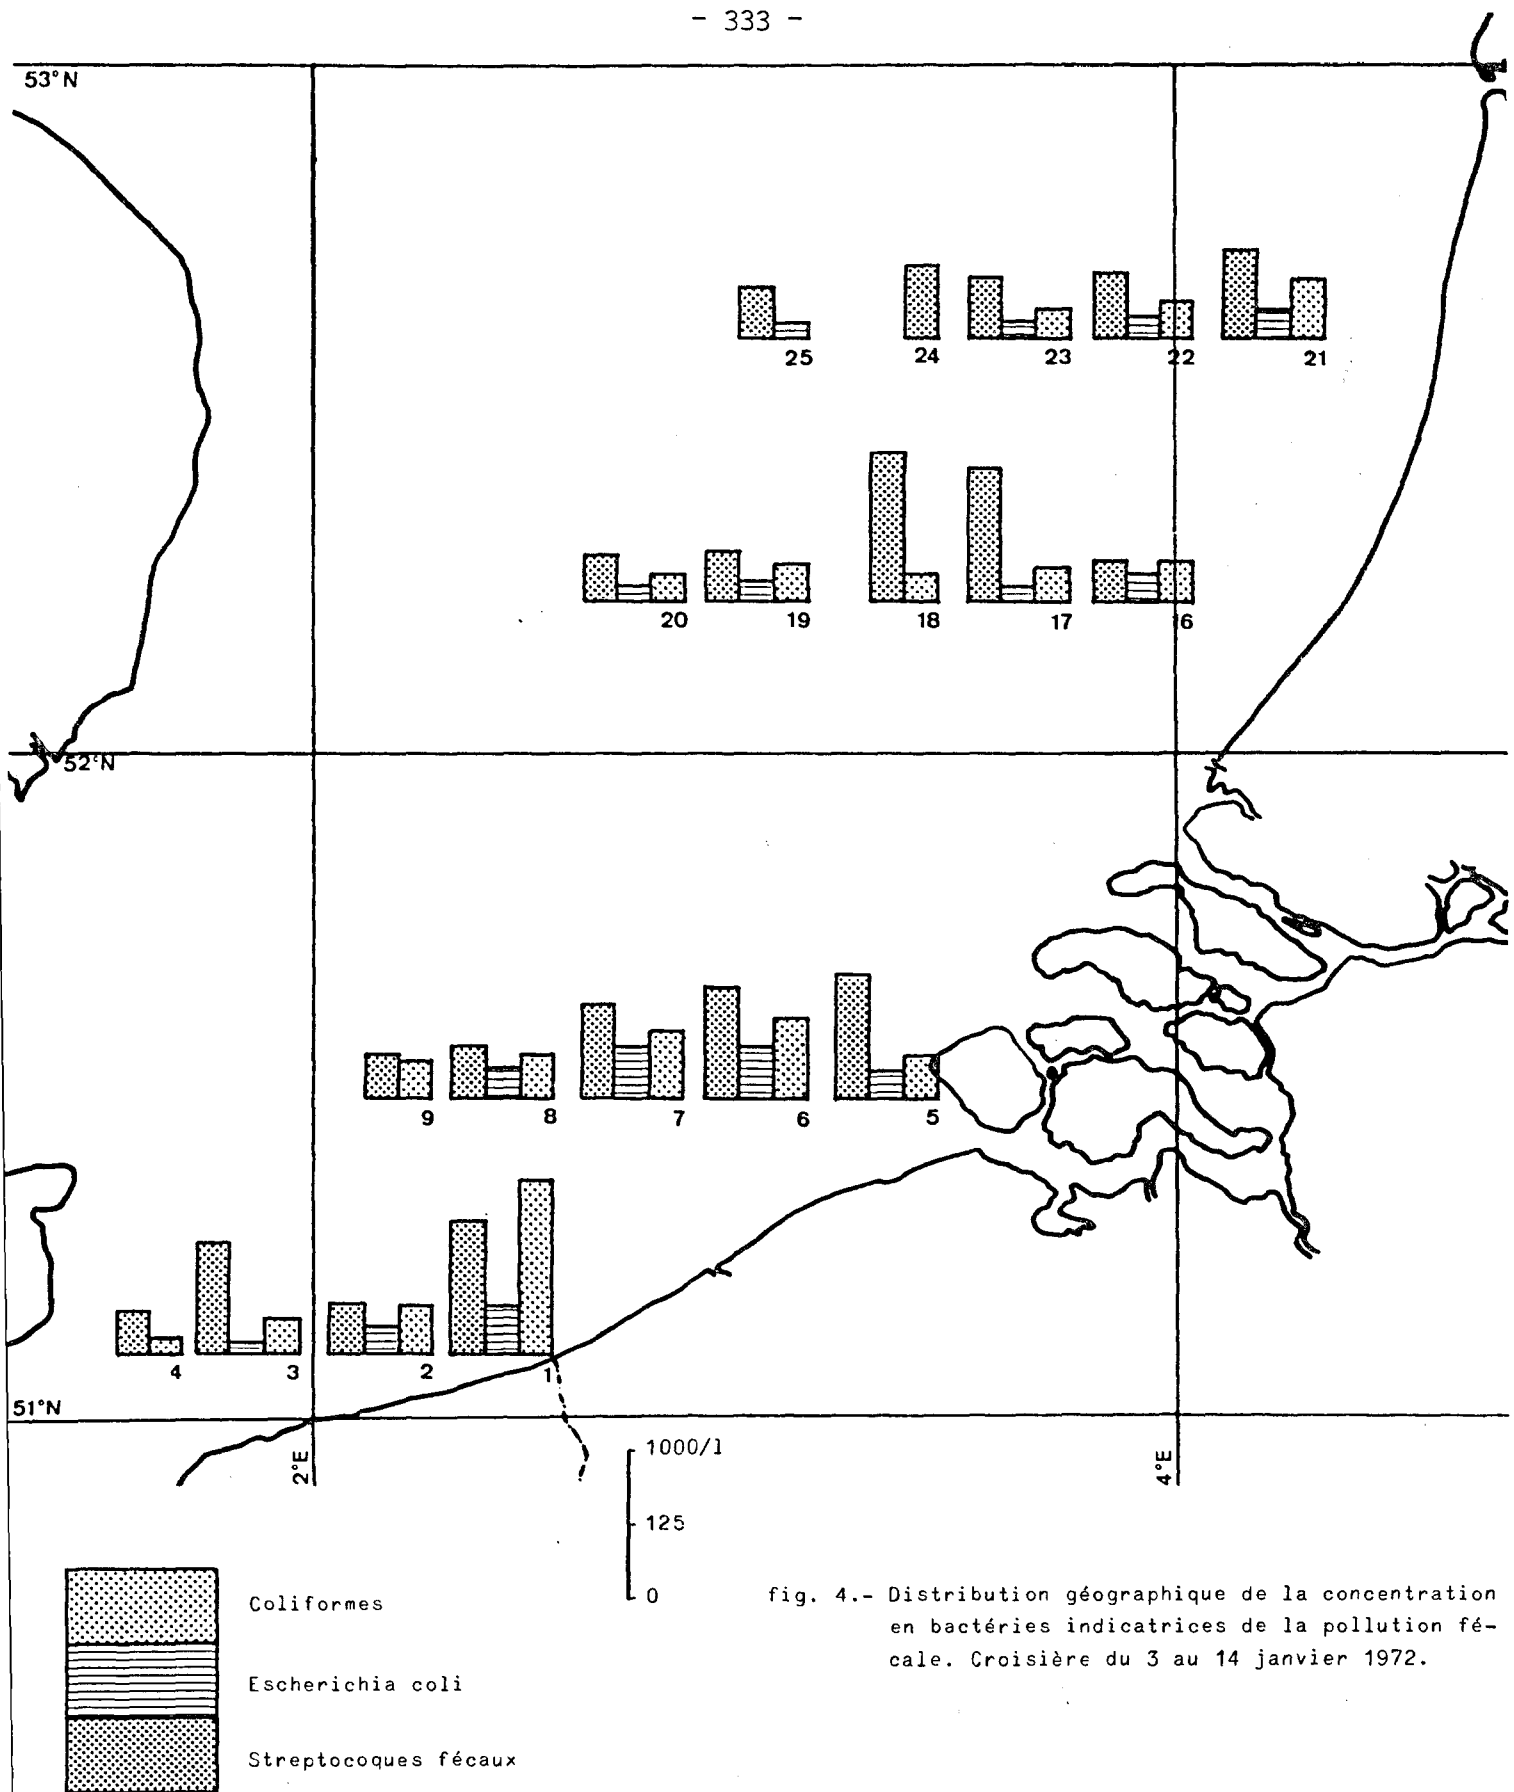 - 333 -
53°N
25 24 23 22 21
20 19 18 17 16
52°N
9 8 7 6 5
4 3 2 1
51°N
2°E
4°E
1000/l
125
0
Coliformes
Escherichia coli
Streptocoques fécaux
fig. 4.- Distribution géographique de la concentration
en bactéries indicatrices de la pollution fé-
cale. Croisière du 3 au 14 janvier 1972.